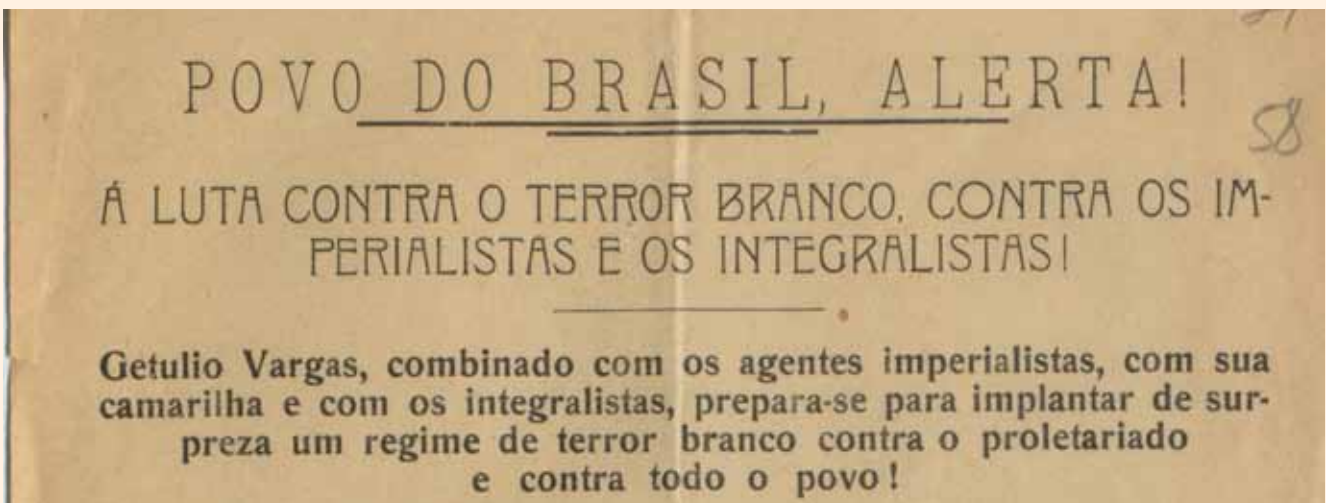 POVO DO BRASIL, ALERTA!
58
Á LUTA CONTRA O TERROR BRANCO, CONTRA OS IM-
PERIALISTAS E OS INTEGRALISTAS!
Getulio Vargas, combinado com os agentes imperialistas, com sua
camarilha e com os integralistas, prepara-se para implantar de sur-
preza um regime de terror branco contra o proletariado
e contra todo o povo!